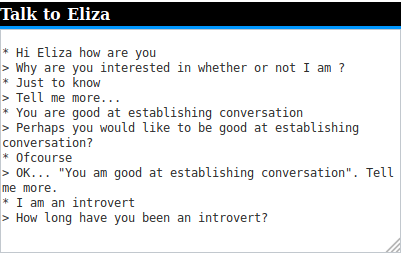 Talk to Eliza
* Hi Eliza how are you
> Why are you interested in whether or not I am ?
* Just to know
> Tell me more...
* You are good at establishing conversation
> Perhaps you would like to be good at establishing
conversation?
* Ofcourse
> OK... "You am good at establishing conversation". Tell
me more.
* I am an introvert
> How long have you been an introvert?